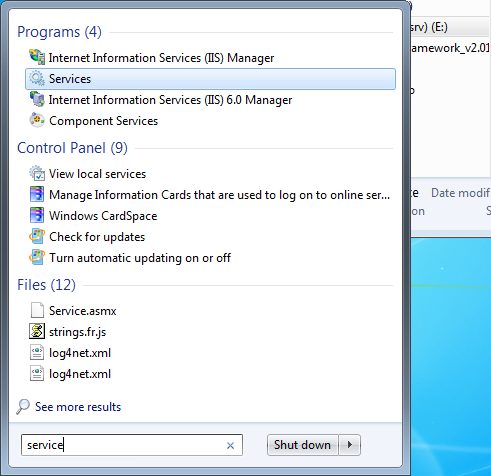 Programs (4)
Internet Information Services (IIS) Manager
Services
Internet Information Services (IIS) 6.0 Manager
Component Services
Control Panel (9)
View local services
Manage Information Cards that are used to log on to online ser...
Windows CardSpace
Check for updates
Turn automatic updating on or off
Files (12)
Service.asmx
strings.fr.js
log4net.xml
log4net.xml
See more results
service
Shut down
srv) (E:)
amework_v2.01
Date modif